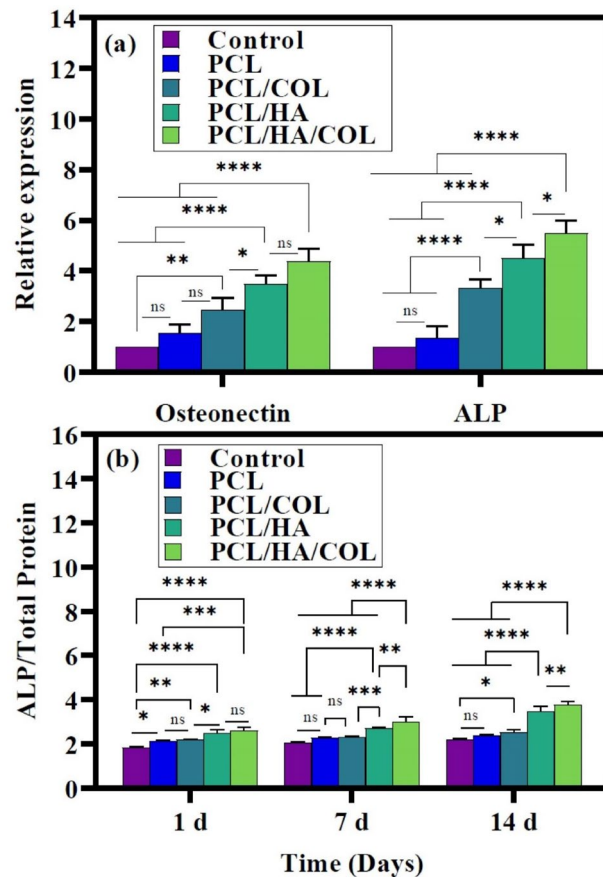 14
12
10
8
6
4
2
0
Relative expression
(a)
Control
PCL
PCL/COL
PCL/HA
PCL/HA/COL
****
****
**
*
ns
ns
ns
****
****
*
*
****
ns
Osteonectin
ALP
16
14
12
10
8
6
4
2
0
ALP/Total Protein
(b)
Control
PCL
PCL/COL
PCL/HA
PCL/HA/COL
****
***
****
**
*
ns
*
ns
****
****
**
***
ns
ns
****
****
**
*
ns
1 d
7 d
14 d
Time (Days)